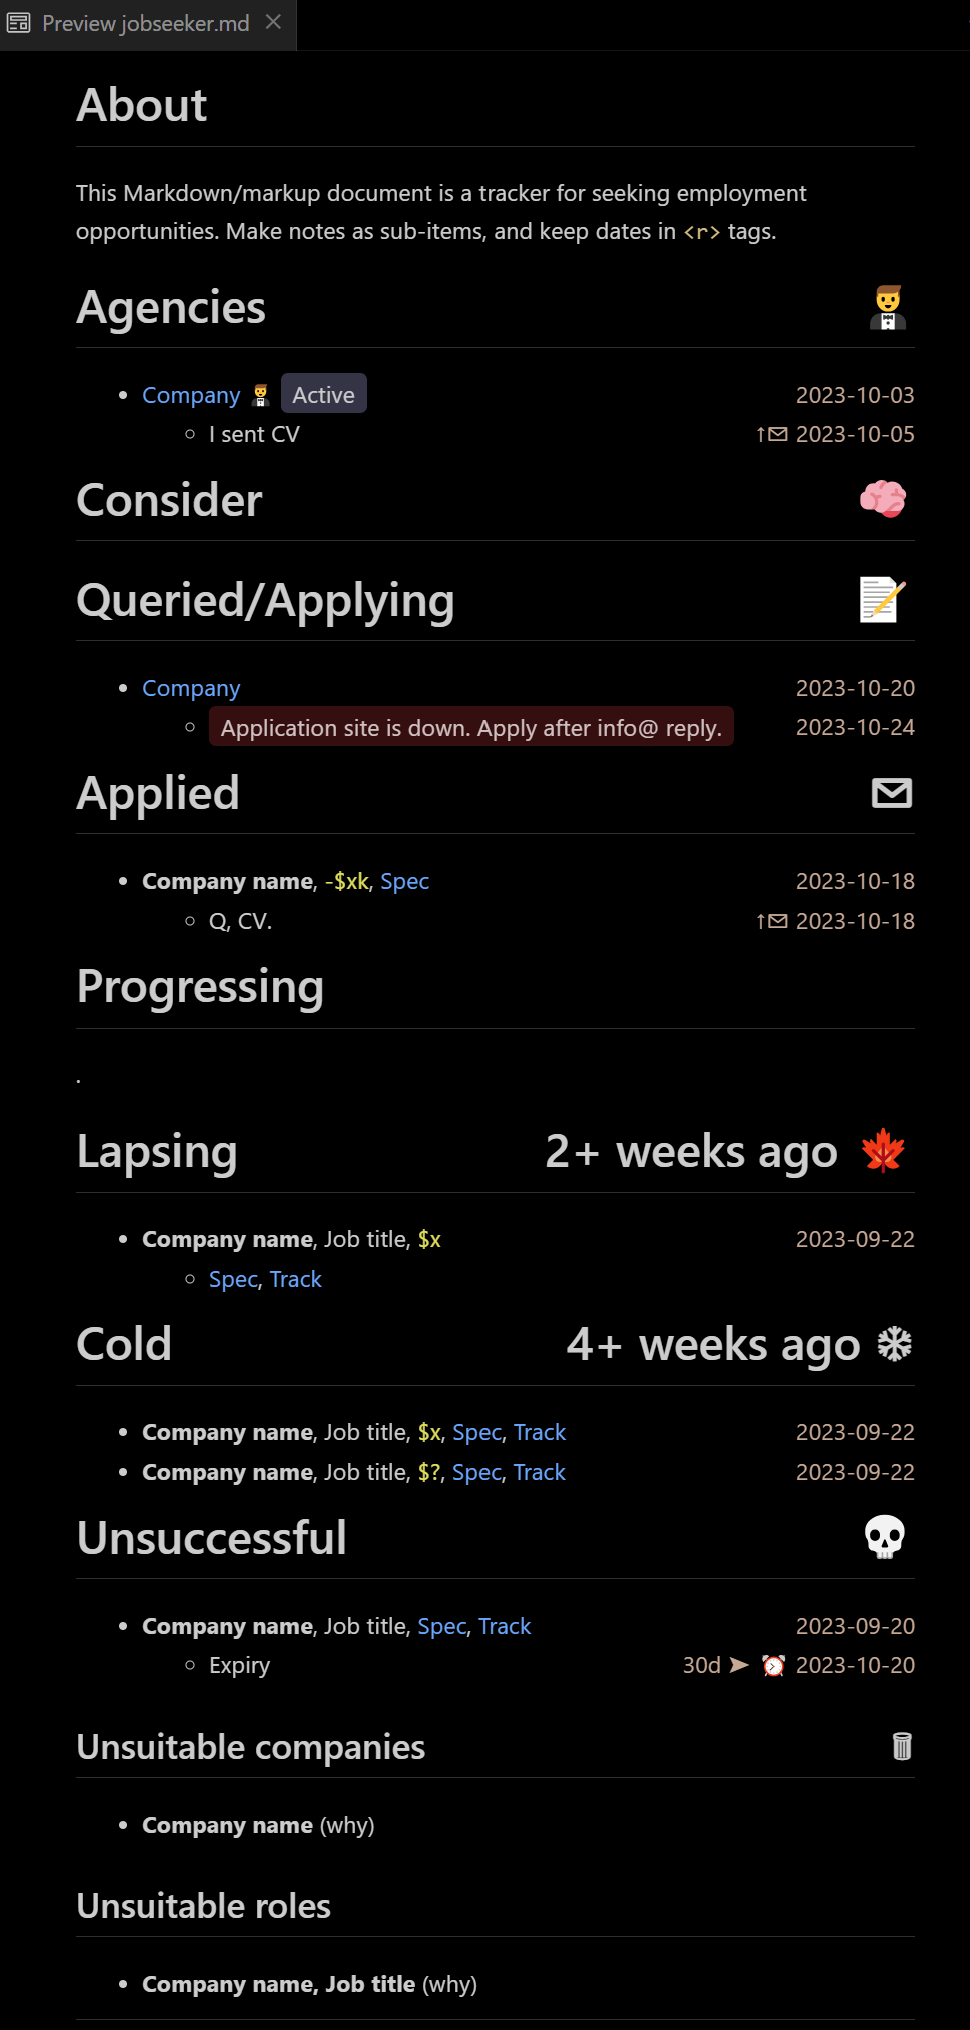 Preview jobseeker.md
About
This Markdown/markup document is a tracker for seeking employment
opportunities. Make notes as sub-items, and keep dates in <r> tags.
Agencies 🤵
• Company 🤵 Active 2023-10-03
◦ I sent CV ↑🖂 2023-10-05
Consider 🧠
Queried/Applying 📝
• Company 2023-10-20
◦ Application site is down. Apply after info@ reply. 2023-10-24
Applied 🖂
• Company name, -$xk, Spec 2023-10-18
◦ Q, CV. ↑🖂 2023-10-18
Progressing
.
Lapsing 2+ weeks ago 🍁
• Company name, Job title, $x 2023-09-22
◦ Spec, Track
Cold 4+ weeks ago ❄
• Company name, Job title, $x, Spec, Track 2023-09-22
• Company name, Job title, $?, Spec, Track 2023-09-22
Unsuccessful 💀
• Company name, Job title, Spec, Track 2023-09-20
◦ Expiry 30d ➤ ⏰ 2023-10-20
Unsuitable companies 🗑
• Company name (why)
Unsuitable roles
• Company name, Job title (why)